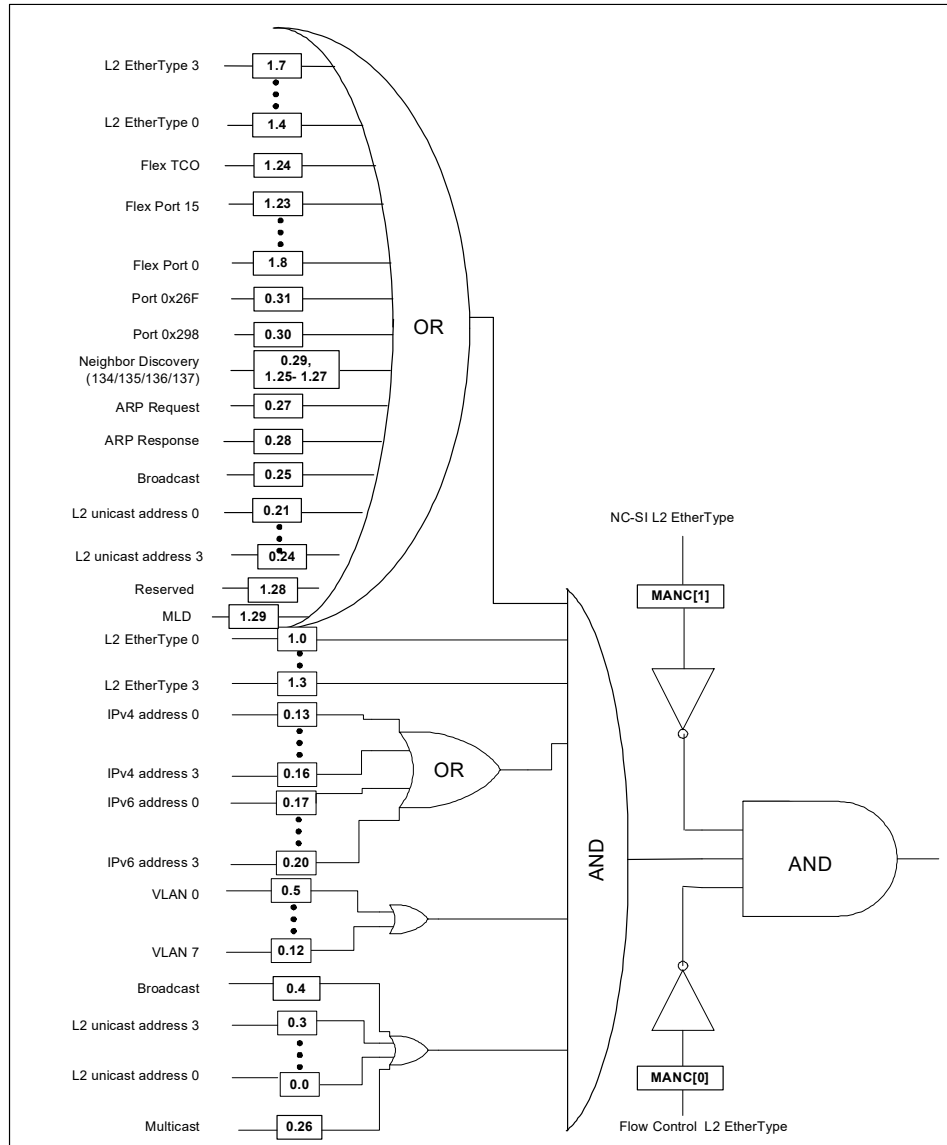 L2 EtherType 3 1.7
L2 EtherType 0 1.4
Flex TCO 1.24
Flex Port 15 1.23
Flex Port 0 1.8
Port 0x26F 0.31
Port 0x298 0.30
Neighbor Discovery 0.29,
(134/135/136/137) 1.25- 1.27
ARP Request 0.27
ARP Response 0.28
Broadcast 0.25
L2 unicast address 0 0.21
L2 unicast address 3 0.24
Reserved 1.28
MLD 1.29
OR
L2 EtherType 0 1.0
L2 EtherType 3 1.3
IPv4 address 0 0.13
IPv4 address 3 0.16
IPv6 address 0 0.17
IPv6 address 3 0.20
OR
VLAN 0 0.5
VLAN 7 0.12
Broadcast 0.4
L2 unicast address 3 0.3
L2 unicast address 0 0.0
Multicast 0.26
AND
NC-SI L2 EtherType
MANC[1]
AND
MANC[0]
Flow Control L2 EtherType